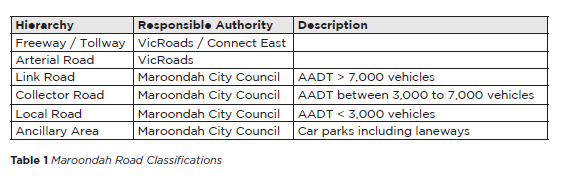 Hierarchy Responsible Authority Description
Freeway / Tollway VicRoads / Connect East
Arterial Road VicRoads
Link Road Maroondah City Council AADT > 7,000 vehicles
Collector Road Maroondah City Council AADT between 3,000 to 7,000 vehicles
Local Road Maroondah City Council AADT < 3,000 vehicles
Ancillary Area Maroondah City Council Car parks including laneways
Table 1 Maroondah Road Classifications